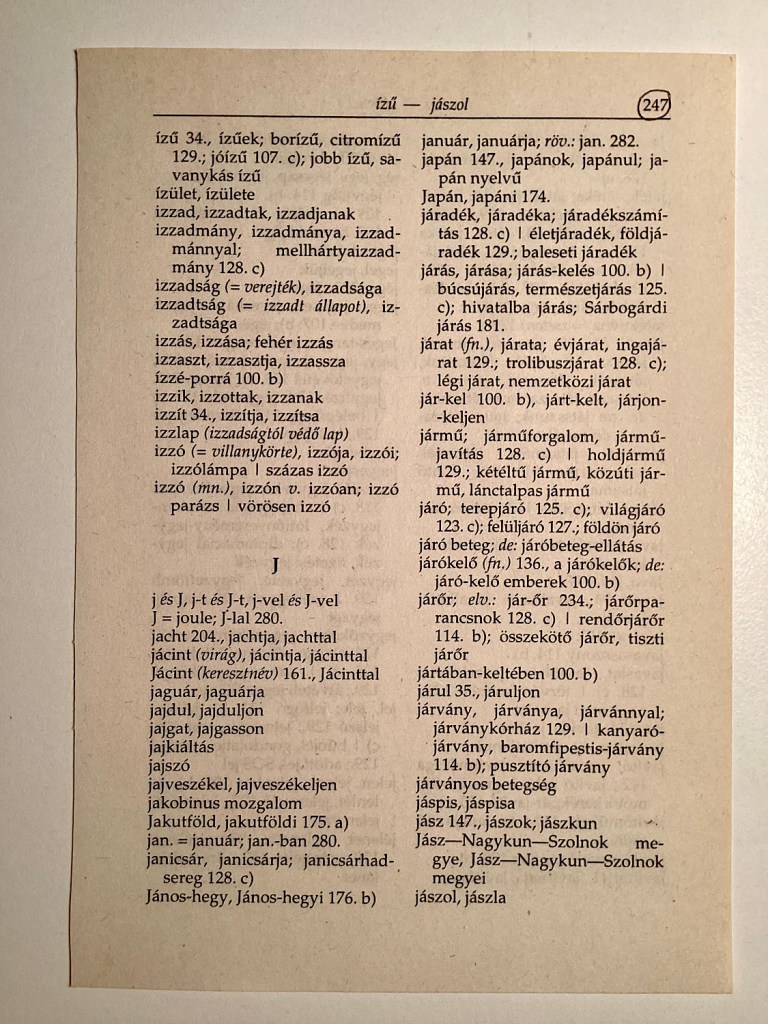 ízű — jászol
247
ízű 34., ízűek; borízű, citromízű
129.; jóízű 107. c); jobb ízű, sa-
vanykás ízű
ízület, ízülete
izzad, izzadtak, izzadjanak
izzadmány, izzadmánya, izzad-
mánnyal; mellhártyaizzad-
mány 128. c)
izzadság (= verejték), izzadsága
izzadtság (= izzadt állapot), iz-
zadtsága
izzás, izzása; fehér izzás
izzaszt, izzasztja, izzassza
ízzé-porrá 100. b)
izzik, izzottak, izzanak
izzít 34., izzítja, izzítsa
izzlap (izzadságtól védő lap)
izzó (= villanykörte), izzója, izzói;
izzólámpa | százas izzó
izzó (mn.), izzón v. izzóan; izzó
parázs | vörösen izzó
J
j és J, j-t és J-t, j-vel és J-vel
J = joule; J-lal 280.
jacht 204., jachtja, jachttal
jácint (virág), jácintja, jácinttal
Jácint (keresztnév) 161., Jácinttal
jaguár, jaguárja
jajdul, jajduljon
jajgat, jajgasson
jajkiáltás
jajszó
jajveszékel, jajveszékeljen
jakobinus mozgalom
Jakutföld, jakutföldi 175. a)
jan. = január; jan.-ban 280.
janicsár, janicsárja; janicsárhad-
sereg 128. c)
János-hegy, János-hegyi 176. b)
január, januárja; röv.: jan. 282.
japán 147., japánok, japánul; ja-
pán nyelvű
Japán, japáni 174.
járadék, járadéka; járadékszámí-
tás 128. c) | életjáradék, földjá-
radék 129.; baleseti járadék
járás, járása; járás-kelés 100. b) |
búcsújárás, természetjárás 125.
c); hivatalba járás; Sárbogárdi
járás 181.
járat (fn.), járata; évjárat, ingajá-
rat 129.; trolibuszjárat 128. c);
légi járat, nemzetközi járat
jár-kel 100. b), járt-kelt, járjon-
-keljen
jármű; járműforgalom, jármű-
javítás 128. c) | holdjármű
129.; kétéltű jármű, közúti jár-
mű, lánctalpas jármű
járó; terepjáró 125. c); világjáró
123. c); felüljáró 127.; földön járó
járó beteg; de: járóbeteg-ellátás
járókelő (fn.) 136., a járókelők; de:
járó-kelő emberek 100. b)
járőr; elv.: jár-őr 234.; járőrpa-
rancsnok 128. c) | rendőrjárőr
114. b); összekötő járőr, tiszti
járőr
jártában-keltében 100. b)
járul 35., járuljon
járvány, járványa, járvánnyal;
járványkórház 129. | kanyaró-
járvány, baromfipestis-járvány
114. b); pusztító járvány
járványos betegség
jáspis, jáspisa
jász 147., jászok; jászkun
Jász—Nagykun—Szolnok me-
gye, Jász—Nagykun—Szolnok
megyei
jászol, jászla